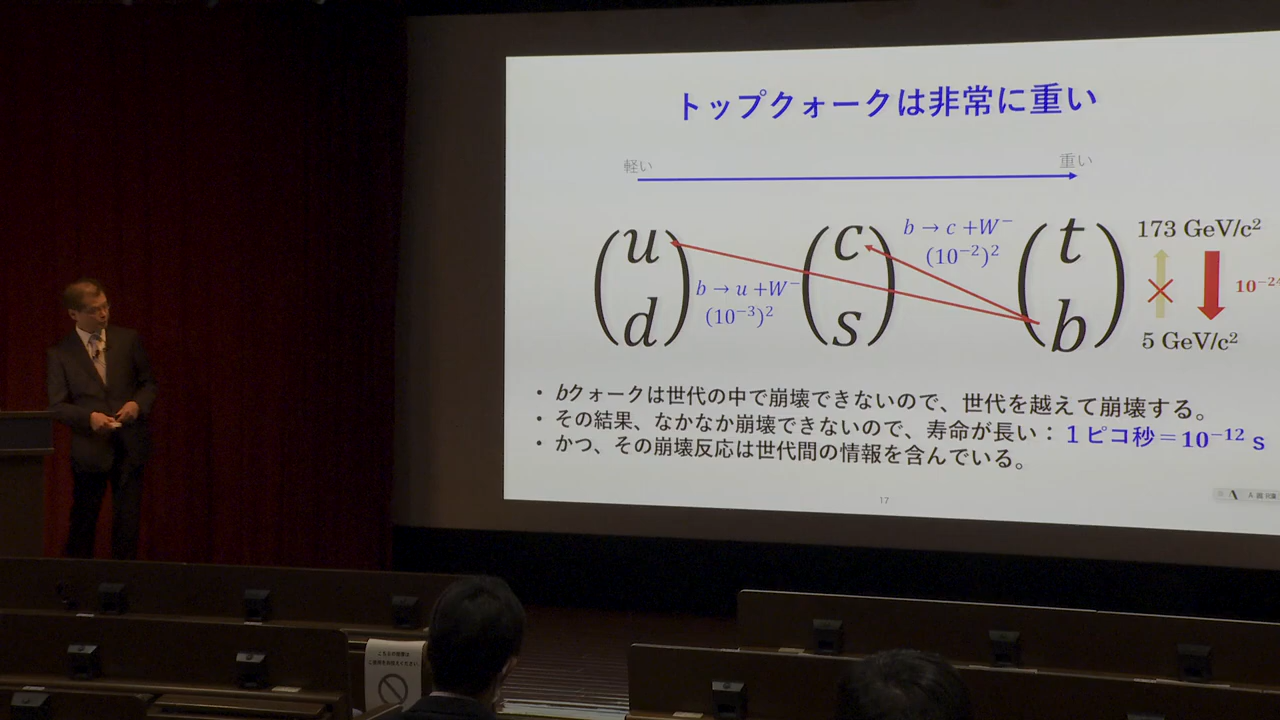 トップクォークは非常に重い
軽い
重い
u
d
b → u + W⁻
(10⁻³)²
c
s
b → c + W⁻
(10⁻²)²
t
b
173 GeV/c²
10⁻²⁴
5 GeV/c²
・ bクォークは世代の中で崩壊できないので、世代を越えて崩壊する。
・ その結果、なかなか崩壊できないので、寿命が長い：１ピコ秒＝10⁻¹² s
・ かつ、その崩壊反応は世代間の情報を含んでいる。
17